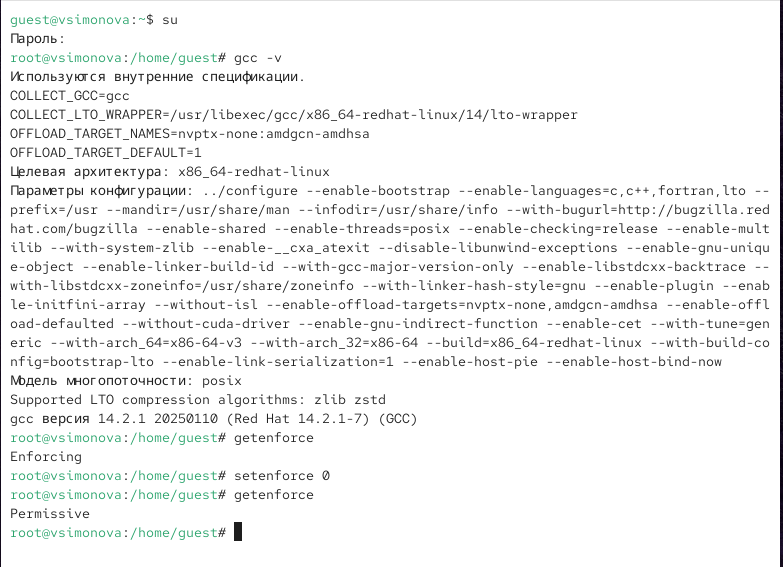 guest@vsimonova:~$ su
Пароль:
root@vsimonova:/home/guest# gcc -v
Используются внутренние спецификации.
COLLECT_GCC=gcc
COLLECT_LTO_WRAPPER=/usr/libexec/gcc/x86_64-redhat-linux/14/lto-wrapper
OFFLOAD_TARGET_NAMES=nvptx-none:amdgcn-amdhsa
OFFLOAD_TARGET_DEFAULT=1
Целевая архитектура: x86_64-redhat-linux
Параметры конфигурации: ../configure --enable-bootstrap --enable-languages=c,c++,fortran,lto --
prefix=/usr --mandir=/usr/share/man --infodir=/usr/share/info --with-bugurl=http://bugzilla.red
hat.com/bugzilla --enable-shared --enable-threads=posix --enable-checking=release --enable-mult
ilib --with-system-zlib --enable-__cxa_atexit --disable-libunwind-exceptions --enable-gnu-uniqu
e-object --enable-linker-build-id --with-gcc-major-version-only --enable-libstdcxx-backtrace --
with-libstdcxx-zoneinfo=/usr/share/zoneinfo --with-linker-hash-style=gnu --enable-plugin --enab
le-initfini-array --without-isl --enable-offload-targets=nvptx-none,amdgcn-amdhsa --enable-offl
oad-defaulted --without-cuda-driver --enable-gnu-indirect-function --enable-cet --with-tune=gen
eric --with-arch_64=x86-64-v3 --with-arch_32=x86-64 --build=x86_64-redhat-linux --with-build-co
nfig=bootstrap-lto --enable-link-serialization=1 --enable-host-pie --enable-host-bind-now
Модель многопоточности: posix
Supported LTO compression algorithms: zlib zstd
gcc версия 14.2.1 20250110 (Red Hat 14.2.1-7) (GCC)
root@vsimonova:/home/guest# getenforce
Enforcing
root@vsimonova:/home/guest# setenforce 0
root@vsimonova:/home/guest# getenforce
Permissive
root@vsimonova:/home/guest#